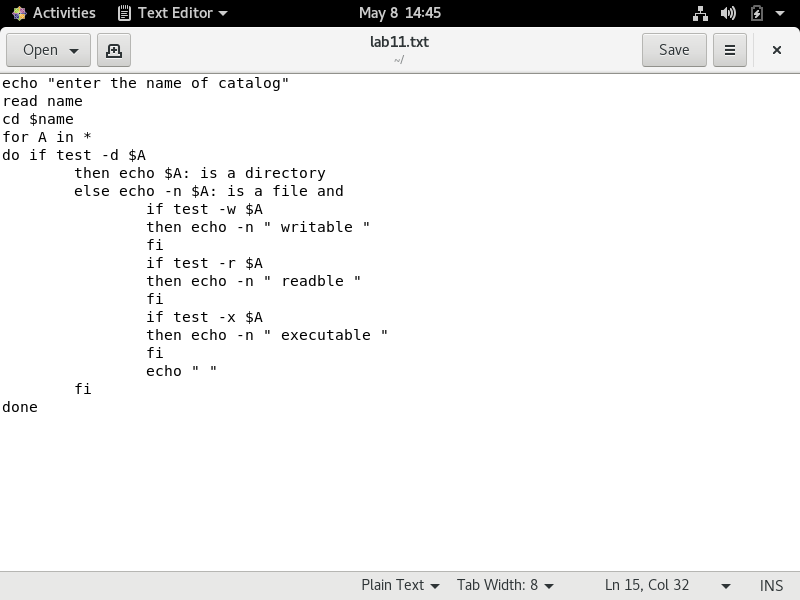 Activities Text Editor May 8 14:45
Open lab11.txt Save
~/
echo "enter the name of catalog"
read name
cd $name
for A in *
do if test -d $A
then echo $A: is a directory
else echo -n $A: is a file and
if test -w $A
then echo -n " writable "
fi
if test -r $A
then echo -n " readble "
fi
if test -x $A
then echo -n " executable "
fi
echo " "
fi
done
Plain Text Tab Width: 8 Ln 15, Col 32 INS